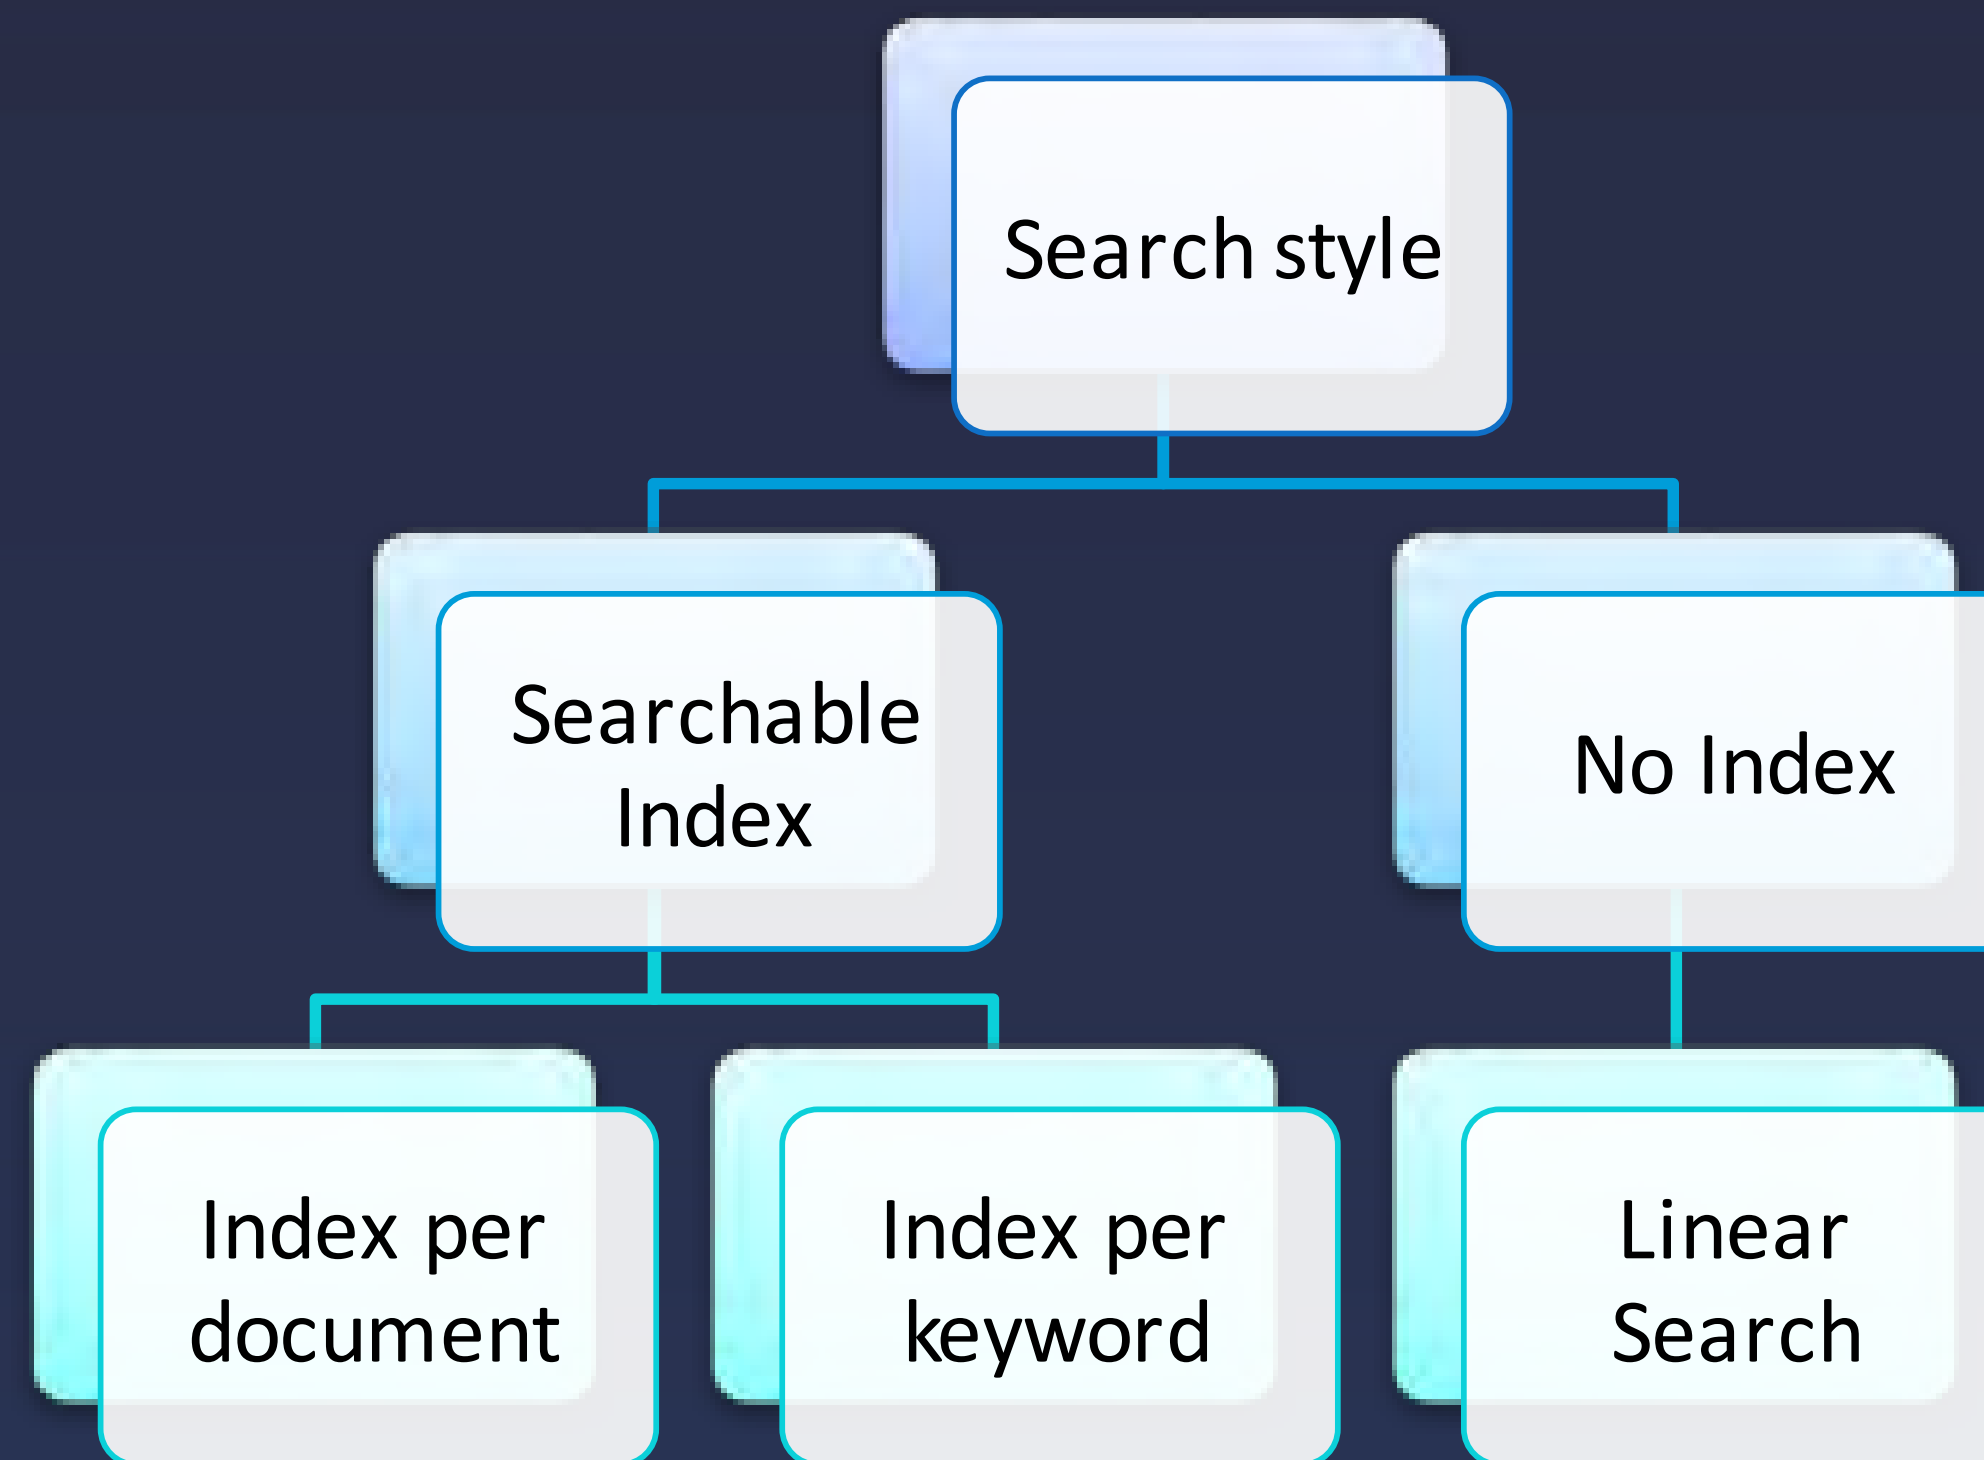 Search style
Searchable
Index
No Index
Index per
document
Index per
keyword
Linear
Search